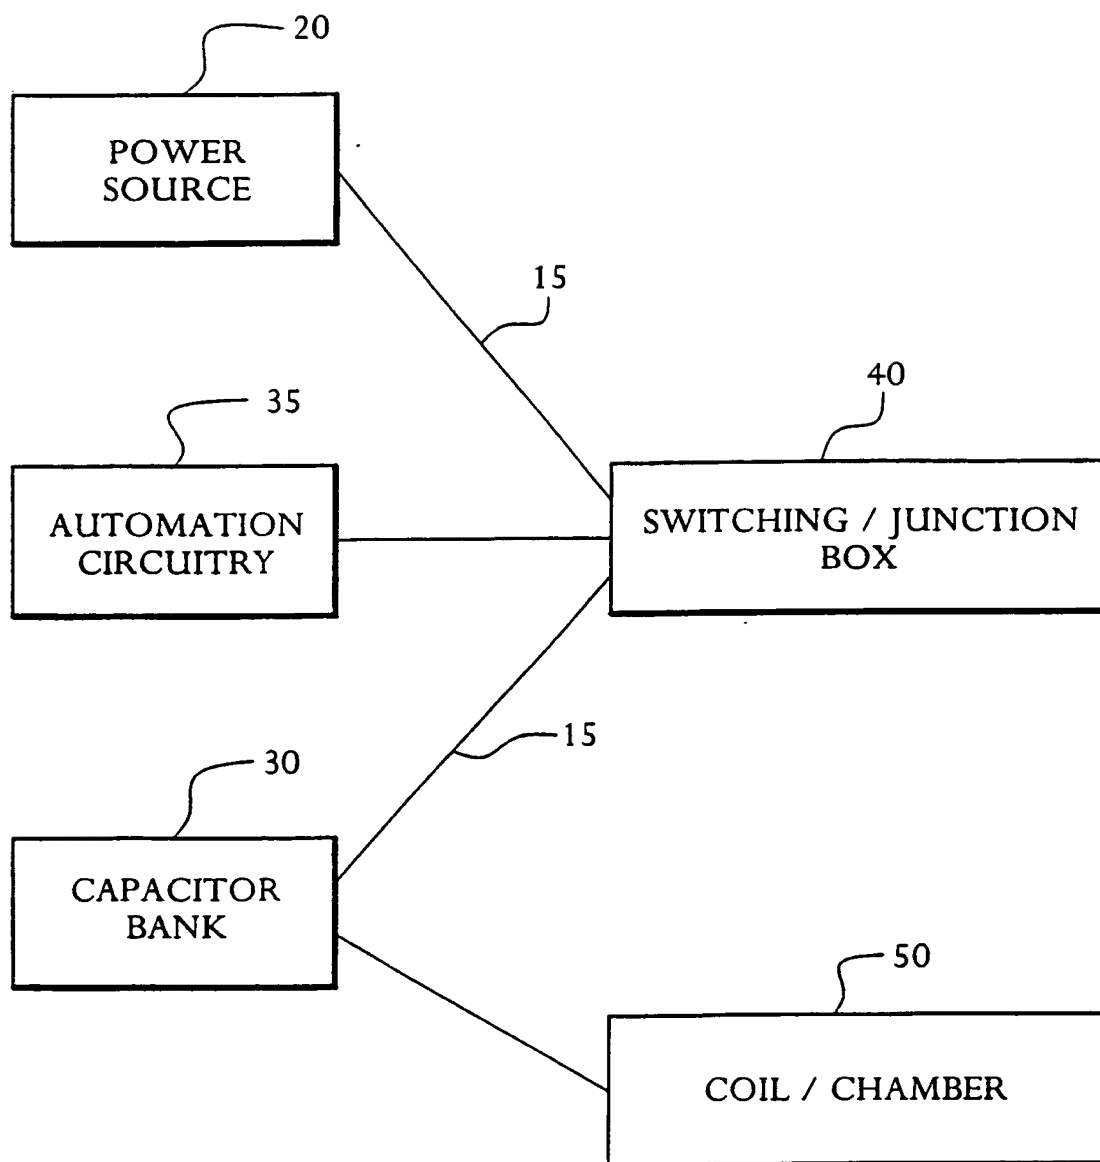 20
POWER
SOURCE
15
35
40
AUTOMATION
CIRCUITRY
SWITCHING / JUNCTION
BOX
15
30
CAPACITOR
BANK
50
COIL / CHAMBER